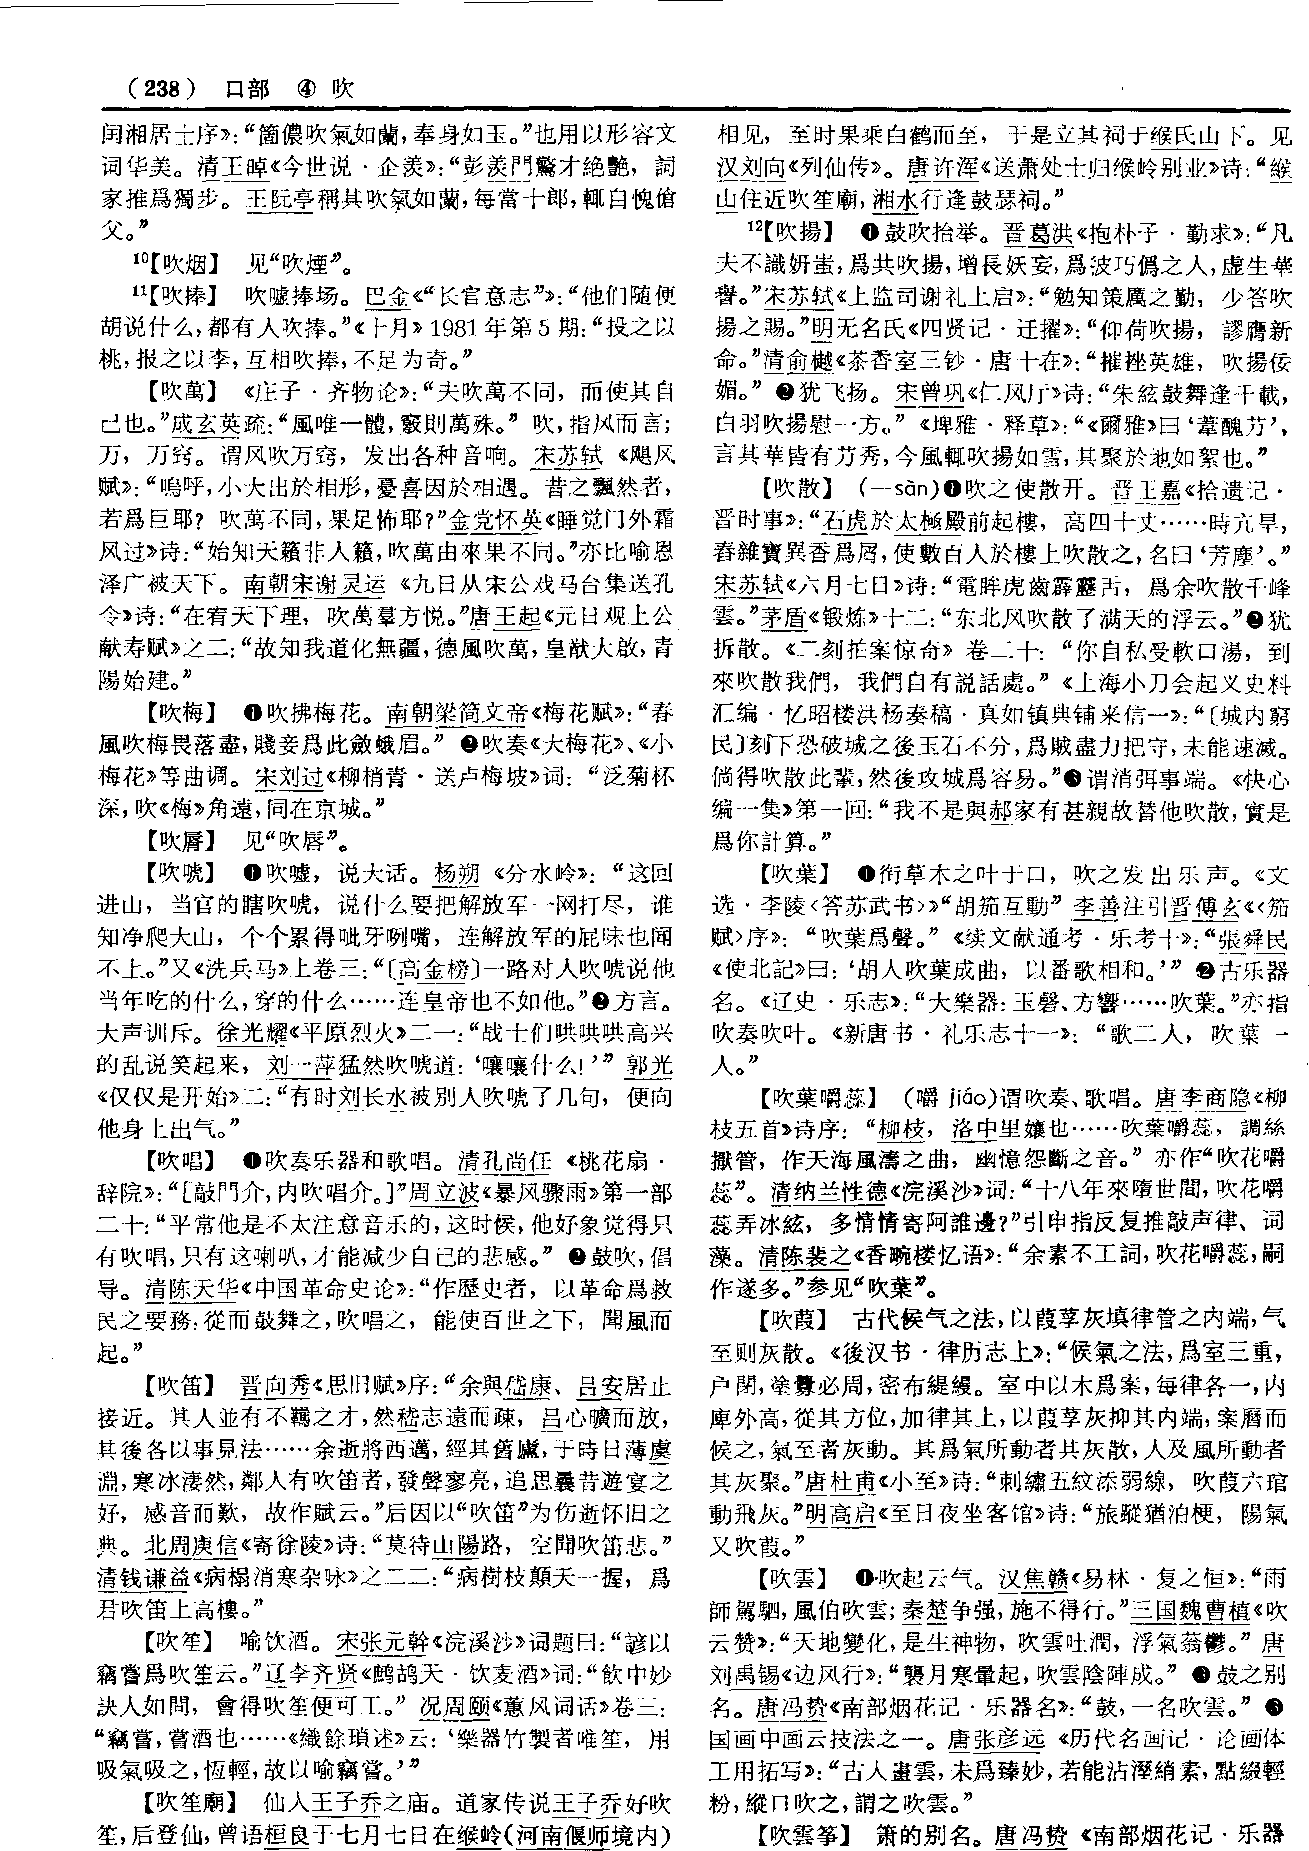 （238） 口部 ④ 吹
闺湘居士序》：“箇儂吹氣如蘭，奉身如玉。”也用以形容文
词华美。清王晫《今世说·企羡》：“彭羡門驚才絶艷，詞
家推爲獨步。王阮亭稱其吹氣如蘭，每當十郎，輒自愧傖
父。”
10【吹烟】 见“吹煙”。
11【吹捧】 吹嘘捧场。巴金《“长官意志”》：“他们随便
胡说什么，都有人吹捧。”《十月》1981年第5期：“投之以
桃，报之以李，互相吹捧，不足为奇。”
【吹萬】 《庄子·齐物论》：“夫吹萬不同，而使其自
己也。”成玄英疏：“風唯一體，竅則萬殊。”吹，指风而言；
万，万窍。谓风吹万窍，发出各种音响。宋苏轼《飓风
赋》：“嗚呼，小大出於相形，憂喜因於相遇。昔之飄然者，
若爲巨耶？吹萬不同，果足怖耶？”金党怀英《睡觉门外霜
风过》诗：“始知天籟非人籟，吹萬由來果不同。”亦比喻恩
泽广被天下。南朝宋谢灵运《九日从宋公戏马台集送孔
令》诗：“在宥天下理，吹萬羣方悦。”唐王起《元日观上公
献寿赋》之二：“故知我道化無疆，德風吹萬，皇猷大啟，青
陽始建。”
【吹梅】 ❶吹拂梅花。南朝梁简文帝《梅花赋》：“春
風吹梅畏落盡，賤妾爲此斂蛾眉。”❷吹奏《大梅花》、《小
梅花》等曲调。宋刘过《柳梢青·送卢梅坡》词：“泛菊杯
深，吹《梅》角遠，同在京城。”
【吹脣】 见“吹唇”。
【吹唬】 ❶吹嘘，说大话。杨朔《分水岭》：“这回
进山，当官的瞎吹唬，说什么要把解放军一网打尽，谁
知净爬大山，个个累得呲牙咧嘴，连解放军的屁味也闻
不上。”又《洗兵马》上卷三：“〔高金榜〕一路对人吹唬说他
当年吃的什么，穿的什么……连皇帝也不如他。”❷方言。
大声训斥。徐光耀《平原烈火》二一：“战士们哄哄哄高兴
的乱说笑起来，刘一萍猛然吹唬道：‘嚷嚷什么！’”郭光
《仅仅是开始》二：“有时刘长水被别人吹唬了几句，便向
他身上出气。”
【吹唱】 ❶吹奏乐器和歌唱。清孔尚任《桃花扇·
辞院》：“〔敲門介，内吹唱介。〕”周立波《暴风骤雨》第一部
二十：“平常他是不太注意音乐的，这时候，他好象觉得只
有吹唱，只有这喇叭，才能减少自己的悲感。”❷鼓吹，倡
导。清陈天华《中国革命史论》：“作歷史者，以革命爲救
民之要務，從而鼓舞之，吹唱之，能使百世之下，聞風而
起。”
【吹笛】 晋向秀《思旧赋》序：“余與嵇康、吕安居止
接近。其人並有不羈之才，然嵇志遠而疎，吕心曠而放，
其後各以事見法……余逝將西邁，經其舊廬，于時日薄虞
淵，寒冰凄然，鄰人有吹笛者，發聲寥亮，追思曩昔遊宴之
好，感音而歎，故作賦云。”后因以“吹笛”为伤逝怀旧之
典。北周庾信《寄徐陵》诗：“莫待山陽路，空聞吹笛悲。”
清钱谦益《病榻消寒杂咏》之二二：“病樹枝顛天一握，爲
君吹笛上高樓。”
【吹笙】 喻饮酒。宋张元幹《浣溪沙》词题曰：“諺以
竊嘗爲吹笙云。”辽李齐贤《鹧鸪天·饮麦酒》词：“飲中妙
訣人如問，會得吹笙便可工。”况周颐《蕙风词话》卷三：
“竊嘗，嘗酒也……《織餘瑣述》云：‘樂器竹製者唯笙，用
吸氣吸之，恆輕，故以喻竊嘗。’”
【吹笙廟】 仙人王子乔之庙。道家传说王子乔好吹
笙，后登仙，曾语桓良于七月七日在缑岭（河南偃师境内）
相见，至时果乘白鹤而至，于是立其祠于缑氏山下。见
汉刘向《列仙传》。唐许浑《送萧处士归缑岭别业》诗：“緱
山住近吹笙廟，湘水行逢鼓瑟祠。”
12【吹揚】 ❶鼓吹抬举。晋葛洪《抱朴子·勤求》：“凡
夫不識妍蚩，爲共吹揚，增長妖妄，爲波巧僞之人，虚生華
譽。”宋苏轼《上监司谢礼上启》：“勉知策厲之勤，少答吹
揚之賜。”明无名氏《四贤记·迁擢》：“仰荷吹揚，謬膺新
命。”清俞樾《茶香室三钞·唐十在》：“摧挫英雄，吹揚佞
媚。”❷犹飞扬。宋曾巩《仁风厅》诗：“朱絃鼓舞逢千載，
白羽吹揚慰一方。”《埤雅·释草》：“《爾雅》曰‘葦醜芀’，
言其華皆有芀秀，今風輒吹揚如雪，其聚於池如絮也。”
【吹散】 （—sàn）❶吹之使散开。晋王嘉《拾遗记·
晋时事》：“石虎於太極殿前起樓，高四十丈……時亢旱，
舂雜寶異香爲屑，使數百人於樓上吹散之，名曰‘芳塵’。”
宋苏轼《六月七日》诗：“電眸虎齒霹靂舌，爲余吹散千峰
雲。”茅盾《锻炼》十二：“东北风吹散了满天的浮云。”❷犹
拆散。《二刻拍案惊奇》卷二十：“你自私受軟口湯，到
來吹散我們，我們自有説話處。”《上海小刀会起义史料
汇编·忆昭楼洪杨奏稿·真如镇典铺来信一》：“〔城内窮
民〕刻下恐破城之後玉石不分，爲賊盡力把守，未能速滅。
倘得吹散此輩，然後攻城爲容易。”❸谓消弭事端。《快心
编一集》第一回：“我不是與郝家有甚親故替他吹散，實是
爲你計算。”
【吹葉】 ❶衔草木之叶于口，吹之发出乐声。《文
选·李陵〈答苏武书〉》“胡笳互動”李善注引晋傅玄《〈笳
赋〉序》：“吹葉爲聲。”《续文献通考·乐考十》：“張舜民
《使北記》曰：‘胡人吹葉成曲，以番歌相和。’”❷古乐器
名。《辽史·乐志》：“大樂器：玉磬、方響……吹葉。”亦指
吹奏吹叶。《新唐书·礼乐志十一》：“歌二人，吹葉一
人。”
【吹葉嚼蕊】 （嚼 jiáo）谓吹奏、歌唱。唐李商隐《柳
枝五首》诗序：“柳枝，洛中里孃也……吹葉嚼蕊，調絲
擫管，作天海風濤之曲，幽憶怨斷之音。”亦作“吹花嚼
蕊”。清纳兰性德《浣溪沙》词：“十八年來墮世間，吹花嚼
蕊弄冰絃，多情情寄阿誰邊？”引申指反复推敲声律、词
藻。清陈裴之《香畹楼忆语》：“余素不工詞，吹花嚼蕊，嗣
作遂多。”参见“吹葉”。
【吹葭】 古代候气之法，以葭莩灰填律管之内端，气
至则灰散。《後汉书·律历志上》：“候氣之法，爲室三重，
户閉，塗釁必周，密布緹縵。室中以木爲案，每律各一，内
庳外高，從其方位，加律其上，以葭莩灰抑其内端，案曆而
候之，氣至者灰動。其爲氣所動者其灰散，人及風所動者
其灰聚。”唐杜甫《小至》诗：“刺繡五紋添弱線，吹葭六琯
動飛灰。”明高启《至日夜坐客馆》诗：“旅蹤猶泊梗，陽氣
又吹葭。”
【吹雲】 ❶吹起云气。汉焦赣《易林·复之恒》：“雨
師駕駟，風伯吹雲；秦楚争强，施不得行。”三国魏曹植《吹
云赞》：“天地變化，是生神物，吹雲吐潤，浮氣蓊鬱。”唐
刘禹锡《边风行》：“襲月寒暈起，吹雲陰陣成。”❷鼓之别
名。唐冯贽《南部烟花记·乐器名》：“鼓，一名吹雲。”❸
国画中画云技法之一。唐张彦远《历代名画记·论画体
工用拓写》：“古人畫雲，未爲臻妙，若能沾溼綃素，點綴輕
粉，縱口吹之，謂之吹雲。”
【吹雲筝】 箫的别名。唐冯贽《南部烟花记·乐器